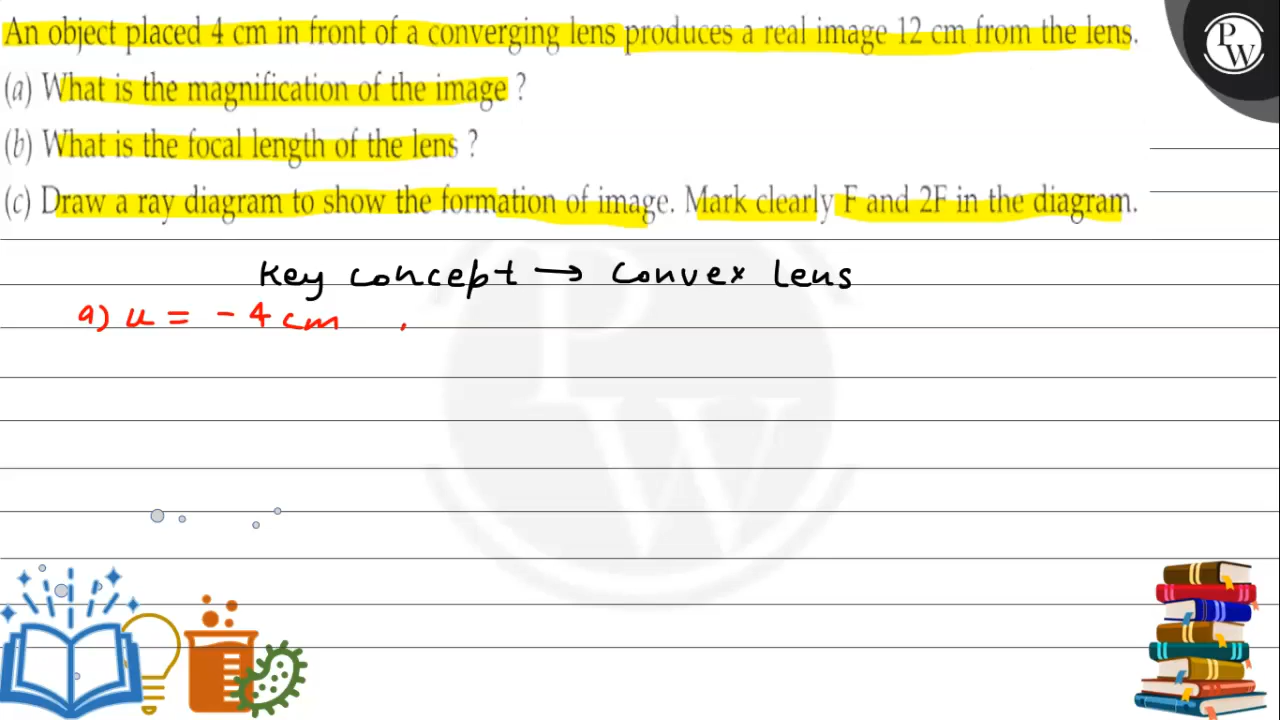 An object placed 4 cm in front of a converging lens produces a real image 12 cm from the lens.
(a) What is the magnification of the image ?
(b) What is the focal length of the lens ?
(c) Draw a ray diagram to show the formation of image. Mark clearly F and 2F in the diagram.
Key concept → Convex lens
a) u = - 4 cm ,
PW
PW